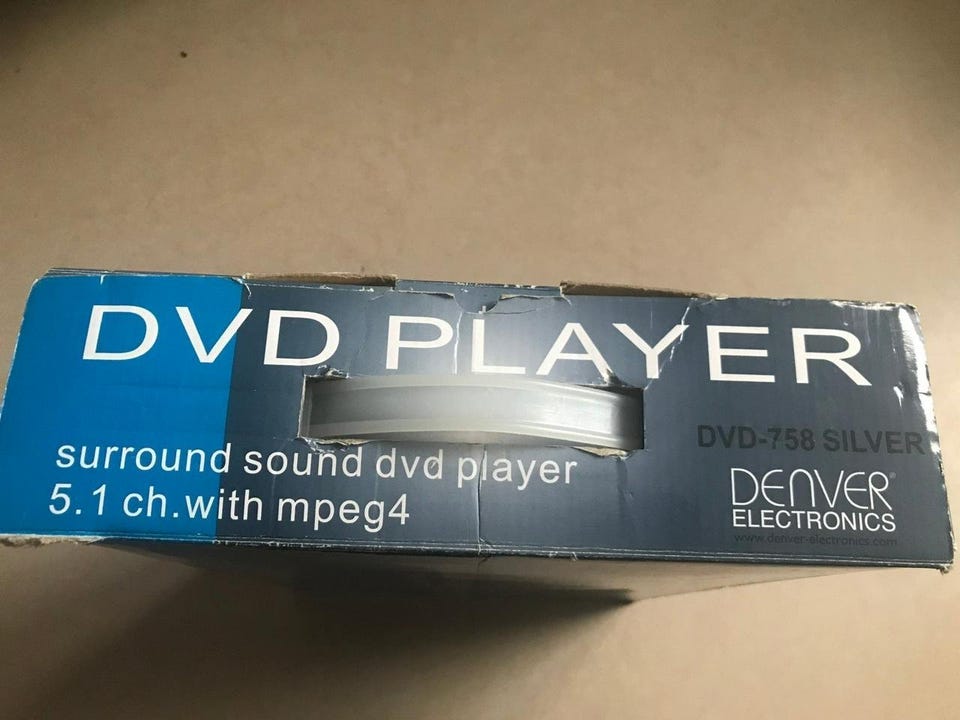 DVD PLAYER
surround sound dvd player
5.1 ch.with mpeg4
DVD-758 SILVER
DENVER®
ELECTRONICS
www.denver-electronics.com